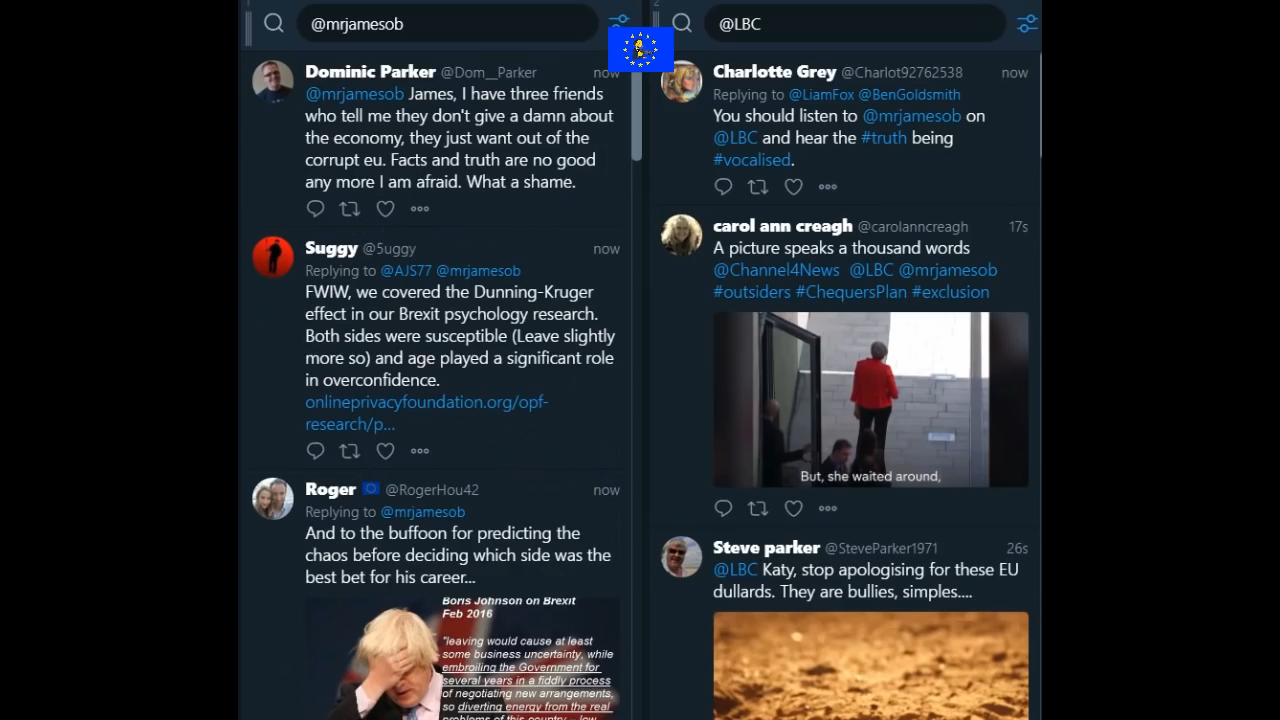 1
@mrjamesob
Dominic Parker @Dom__Parker now
@mrjamesob James, I have three friends
who tell me they don't give a damn about
the economy, they just want out of the
corrupt eu. Facts and truth are no good
any more I am afraid. What a shame.
Suggy @5uggy now
Replying to @AJS77 @mrjamesob
FWIW, we covered the Dunning-Kruger
effect in our Brexit psychology research.
Both sides were susceptible (Leave slightly
more so) and age played a significant role
in overconfidence.
onlineprivacyfoundation.org/opf-
research/p...
Roger @RogerHou42 now
Replying to @mrjamesob
And to the buffoon for predicting the
chaos before deciding which side was the
best bet for his career...
Boris Johnson on Brexit
Feb 2016
"leaving would cause at least
some business uncertainty, while
embroiling the Government for
several years in a fiddly process
of negotiating new arrangements,
so diverting energy from the real
problems of this country – low
2
@LBC
Charlotte Grey @Charlot92762538 now
Replying to @LiamFox @BenGoldsmith
You should listen to @mrjamesob on
@LBC and hear the #truth being
#vocalised.
carol ann creagh @carolanncreagh 17s
A picture speaks a thousand words
@Channel4News @LBC @mrjamesob
#outsiders #ChequersPlan #exclusion
But, she waited around,
Steve parker @SteveParker1971 26s
@LBC Katy, stop apologising for these EU
dullards. They are bullies, simples....